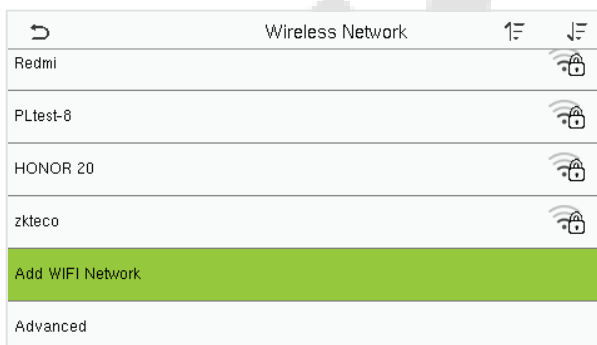 Wireless Network
Redmi
PLtest-8
HONOR 20
zkteco
Add WIFI Network
Advanced